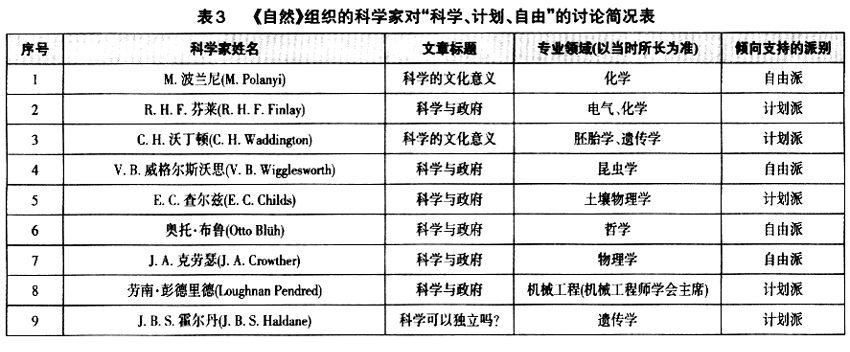 表3 《自然》组织的科学家对“科学、计划、自由”的讨论简况表
序号 科学家姓名 文章标题 专业领域(以当时所长为准) 倾向支持的派别
1 M. 波兰尼(M. Polanyi) 科学的文化意义 化学 自由派
2 R. H. F. 芬莱(R. H. F. Finlay) 科学与政府 电气、化学 计划派
3 C. H. 沃丁顿(C. H. Waddington) 科学的文化意义 胚胎学、遗传学 计划派
4 V. B. 威格尔斯沃思(V. B. Wigglesworth) 科学与政府 昆虫学 自由派
5 E. C. 查尔兹(E. C. Childs) 科学与政府 土壤物理学 计划派
6 奥托·布鲁(Otto Blüh) 科学与政府 哲学 自由派
7 J. A. 克劳瑟(J. A. Crowther) 科学与政府 物理学 自由派
8 劳南·彭德里德(Loughnan Pendred) 科学与政府 机械工程(机械工程师学会主席) 计划派
9 J. B. S. 霍尔丹(J. B. S. Haldane) 科学可以独立吗? 遗传学 计划派